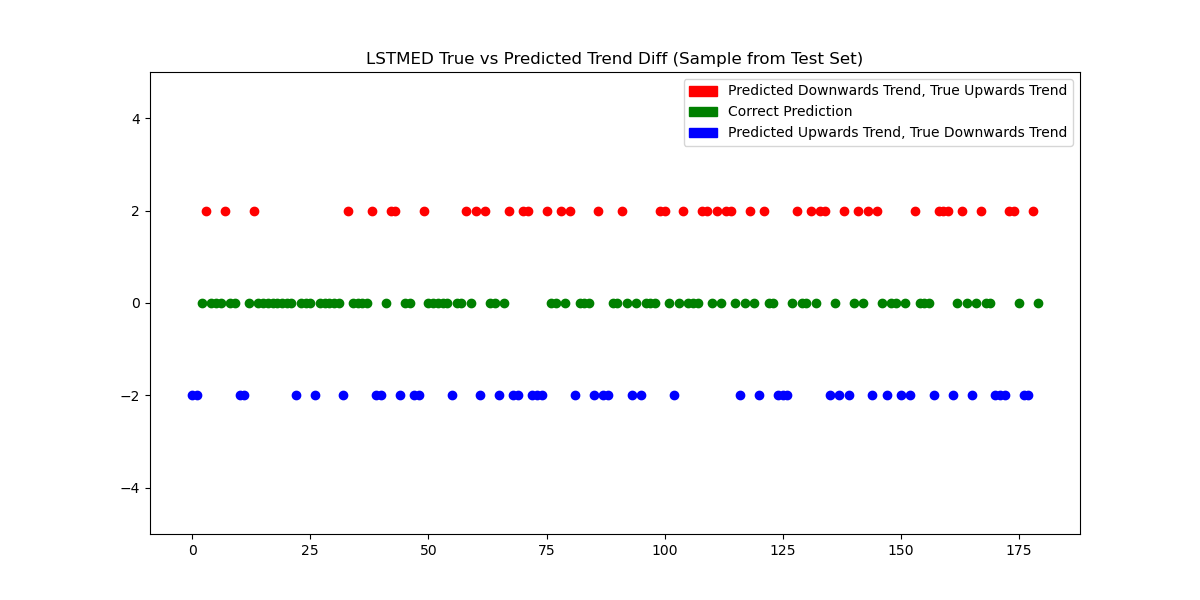 LSTMED True vs Predicted Trend Diff (Sample from Test Set)
Predicted Downwards Trend, True Upwards Trend
Correct Prediction
Predicted Upwards Trend, True Downwards Trend
4
2
0
−2
−4
0 25 50 75 100 125 150 175